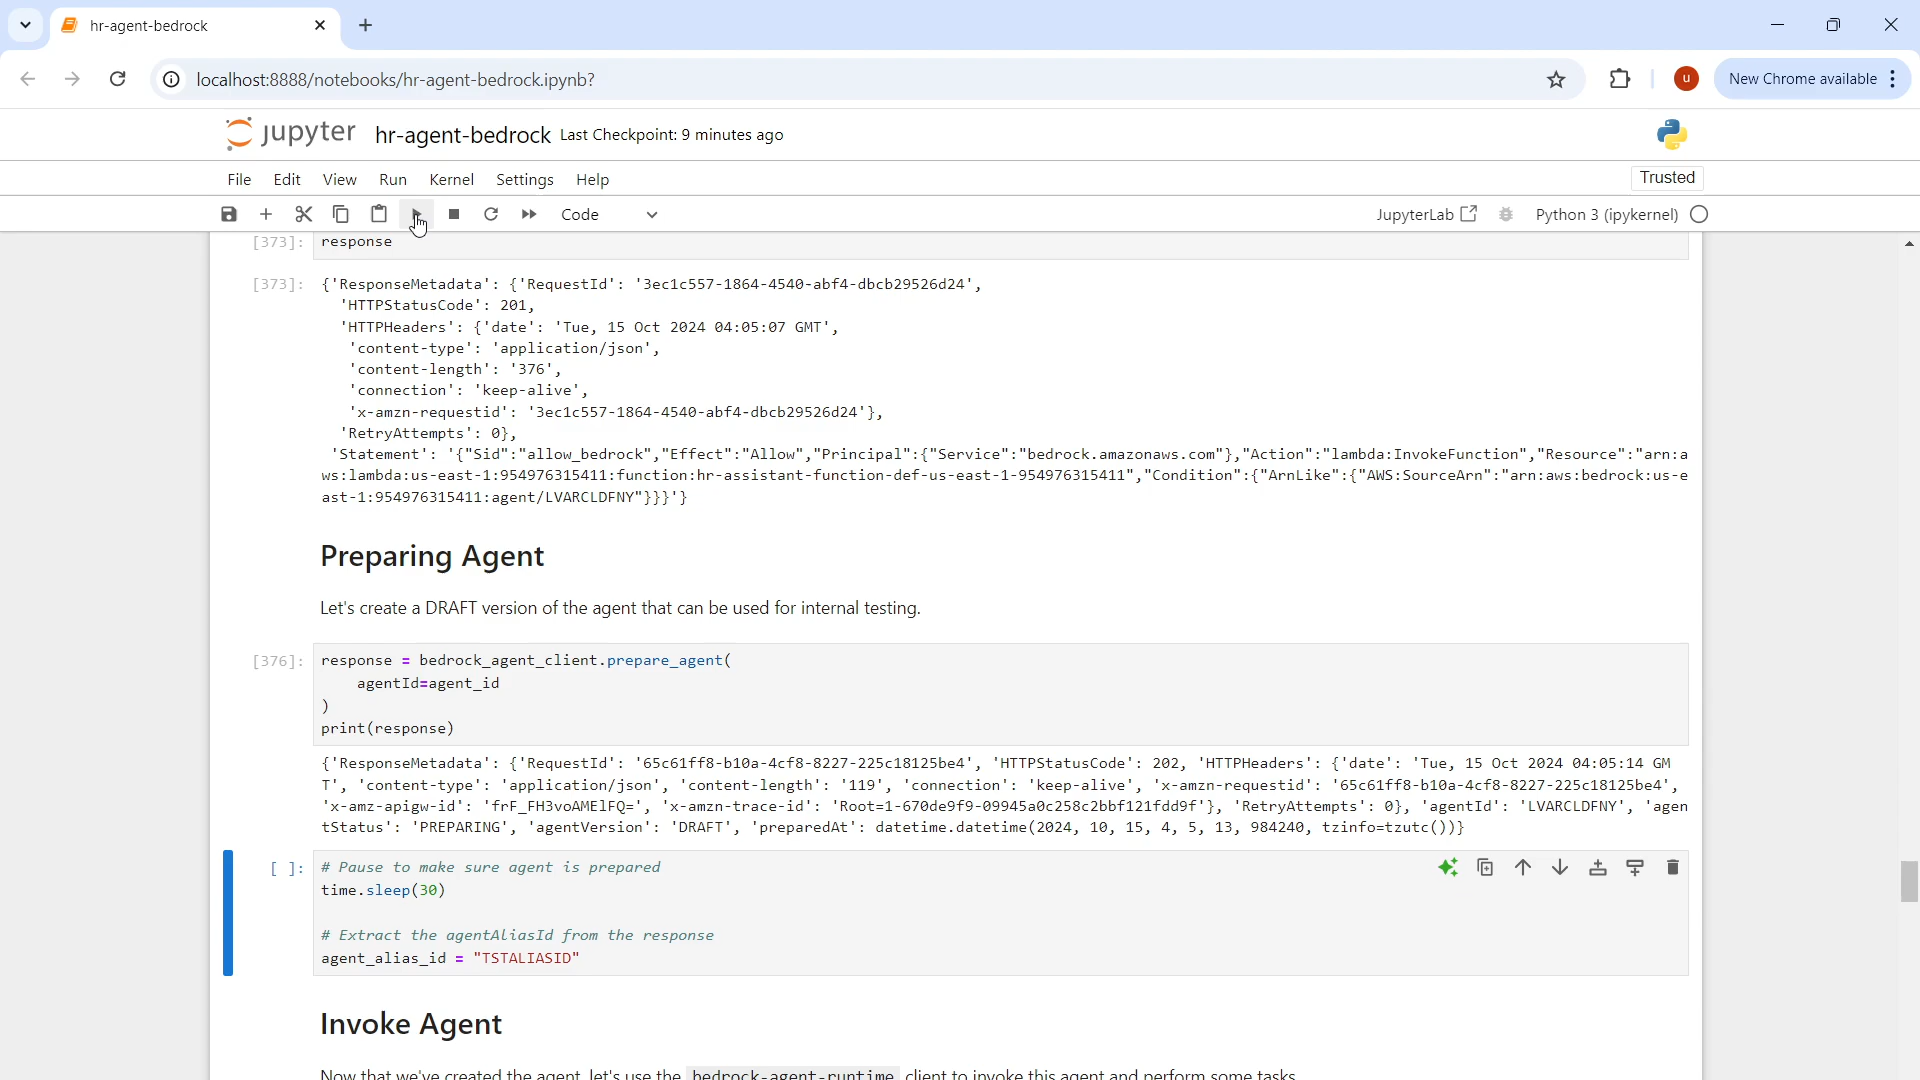 hr-agent-bedrock
localhost:8888/notebooks/hr-agent-bedrock.ipynb?
u
New Chrome available
jupyter hr-agent-bedrock Last Checkpoint: 9 minutes ago
File Edit View Run Kernel Settings Help
Trusted
Code
JupyterLab
Python 3 (ipykernel)
[373]: response
[373]: {'ResponseMetadata': {'RequestId': '3ec1c557-1864-4540-abf4-dbcb29526d24',
'HTTPStatusCode': 201,
'HTTPHeaders': {'date': 'Tue, 15 Oct 2024 04:05:07 GMT',
'content-type': 'application/json',
'content-length': '376',
'connection': 'keep-alive',
'x-amzn-requestid': '3ec1c557-1864-4540-abf4-dbcb29526d24'},
'RetryAttempts': 0},
'Statement': '{"Sid":"allow_bedrock","Effect":"Allow","Principal":{"Service":"bedrock.amazonaws.com"},"Action":"lambda:InvokeFunction","Resource":"arn:a
ws:lambda:us-east-1:954976315411:function:hr-assistant-function-def-us-east-1-954976315411","Condition":{"ArnLike":{"AWS:SourceArn":"arn:aws:bedrock:us-e
ast-1:954976315411:agent/LVARCLDFNY"}}}'}
Preparing Agent
Let's create a DRAFT version of the agent that can be used for internal testing.
[376]: response = bedrock_agent_client.prepare_agent(
agentId=agent_id
)
print(response)
{'ResponseMetadata': {'RequestId': '65c61ff8-b10a-4cf8-8227-225c18125be4', 'HTTPStatusCode': 202, 'HTTPHeaders': {'date': 'Tue, 15 Oct 2024 04:05:14 GM
T', 'content-type': 'application/json', 'content-length': '119', 'connection': 'keep-alive', 'x-amzn-requestid': '65c61ff8-b10a-4cf8-8227-225c18125be4',
'x-amz-apigw-id': 'frF_FH3voAMElFQ=', 'x-amzn-trace-id': 'Root=1-670de9f9-09945a0c258c2bbf121fdd9f'}, 'RetryAttempts': 0}, 'agentId': 'LVARCLDFNY', 'agen
tStatus': 'PREPARING', 'agentVersion': 'DRAFT', 'preparedAt': datetime.datetime(2024, 10, 15, 4, 5, 13, 984240, tzinfo=tzutc())}
[ ]: # Pause to make sure agent is prepared
time.sleep(30)
# Extract the agentAliasId from the response
agent_alias_id = "TSTALIASID"
Invoke Agent
Now that we've created the agent, let's use the bedrock-agent-runtime client to invoke this agent and perform some tasks.